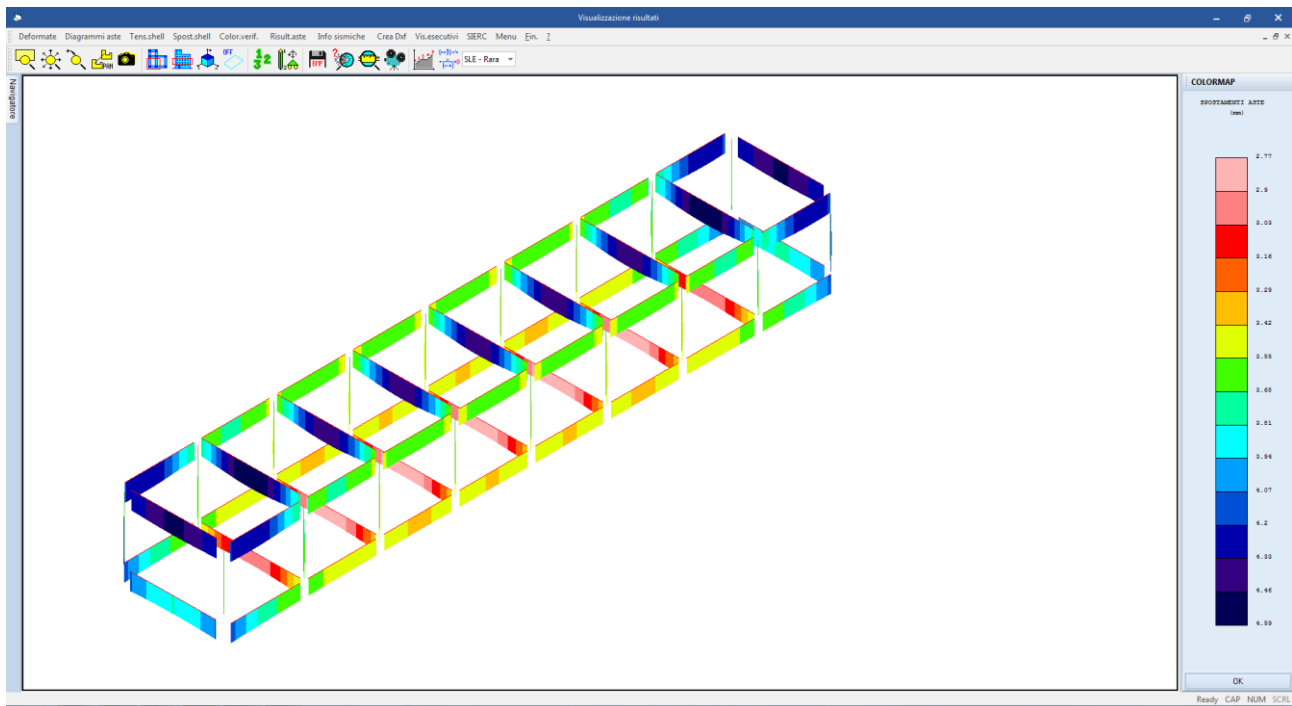 Visualizzazione risultati
Deformate Diagrammi aste Tens.shell Spost.shell Color.verif. Risult.aste Info sismiche Crea Dxf Vis.esecutivi SIERC Menu Fin. ?
PAN OFF SLE - Rara
Navigatore
COLORMAP
SPOSTAMENTI ASTE
(mm)
2.77
2.9
3.03
3.16
3.29
3.42
3.55
3.68
3.81
3.94
4.07
4.2
4.33
4.46
4.59
OK
Ready CAP NUM SCRL